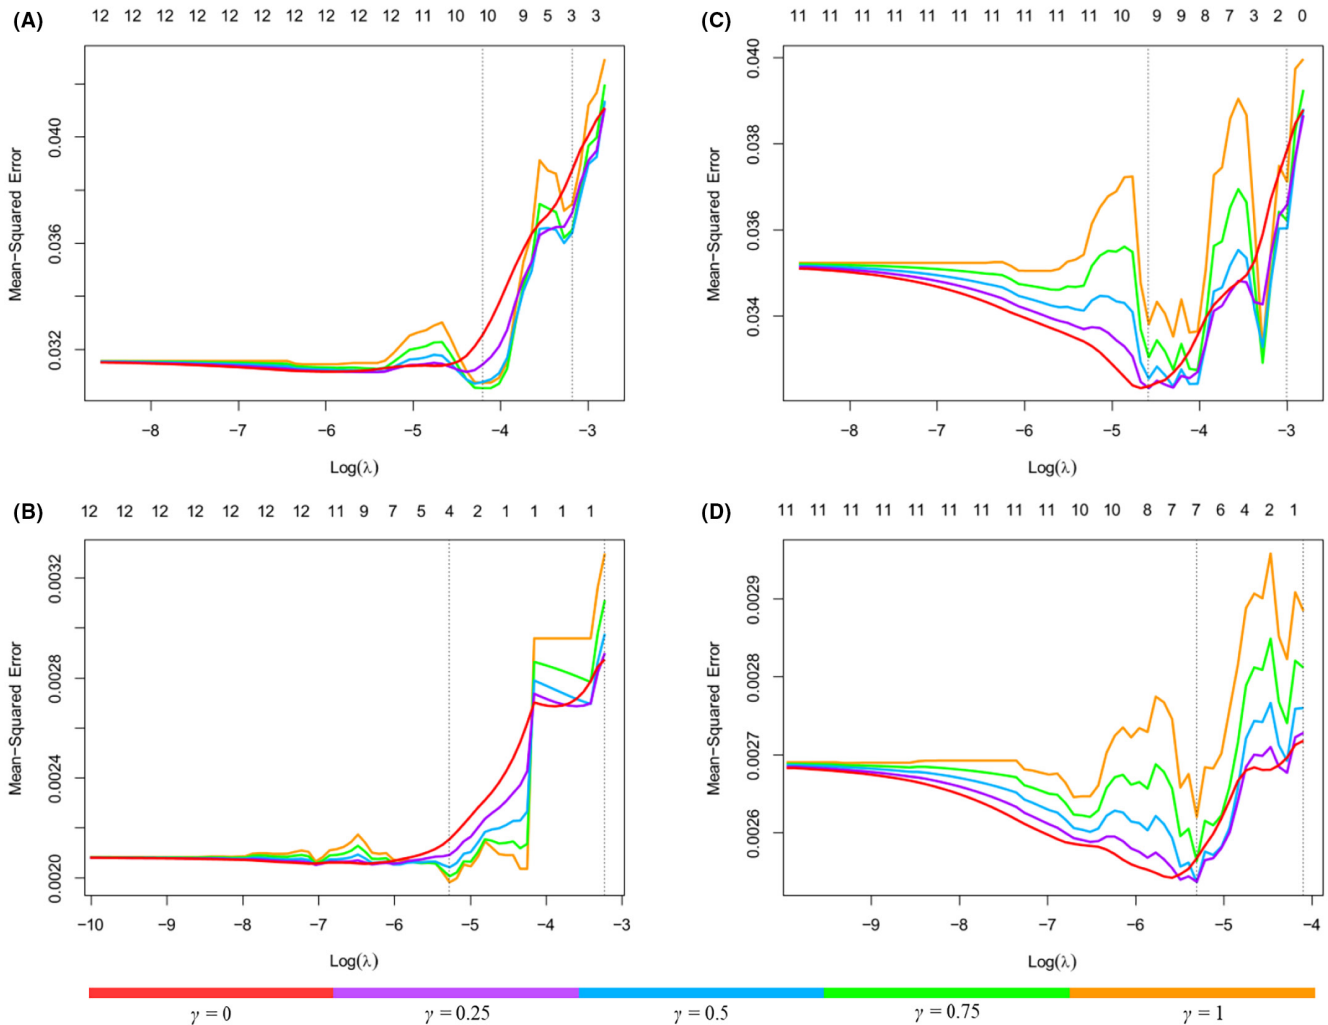 (A)
12 12 12 12 12 12 12 12 12 11 10 10 9 5 3 3
Mean-Squared Error
0.040
0.036
0.032
−8 −7 −6 −5 −4 −3
Log(λ)
(C)
11 11 11 11 11 11 11 11 11 11 10 9 9 8 7 3 2 0
Mean-Squared Error
0.040
0.038
0.036
0.034
−8 −7 −6 −5 −4 −3
Log(λ)
(B)
12 12 12 12 12 12 12 11 9 7 5 4 2 1 1 1 1
Mean-Squared Error
0.0032
0.0028
0.0024
0.0020
−10 −9 −8 −7 −6 −5 −4 −3
Log(λ)
(D)
11 11 11 11 11 11 11 11 11 10 10 8 7 7 6 4 2 1
Mean-Squared Error
0.0029
0.0028
0.0027
0.0026
−9 −8 −7 −6 −5 −4
Log(λ)
γ = 0 γ = 0.25 γ = 0.5 γ = 0.75 γ = 1